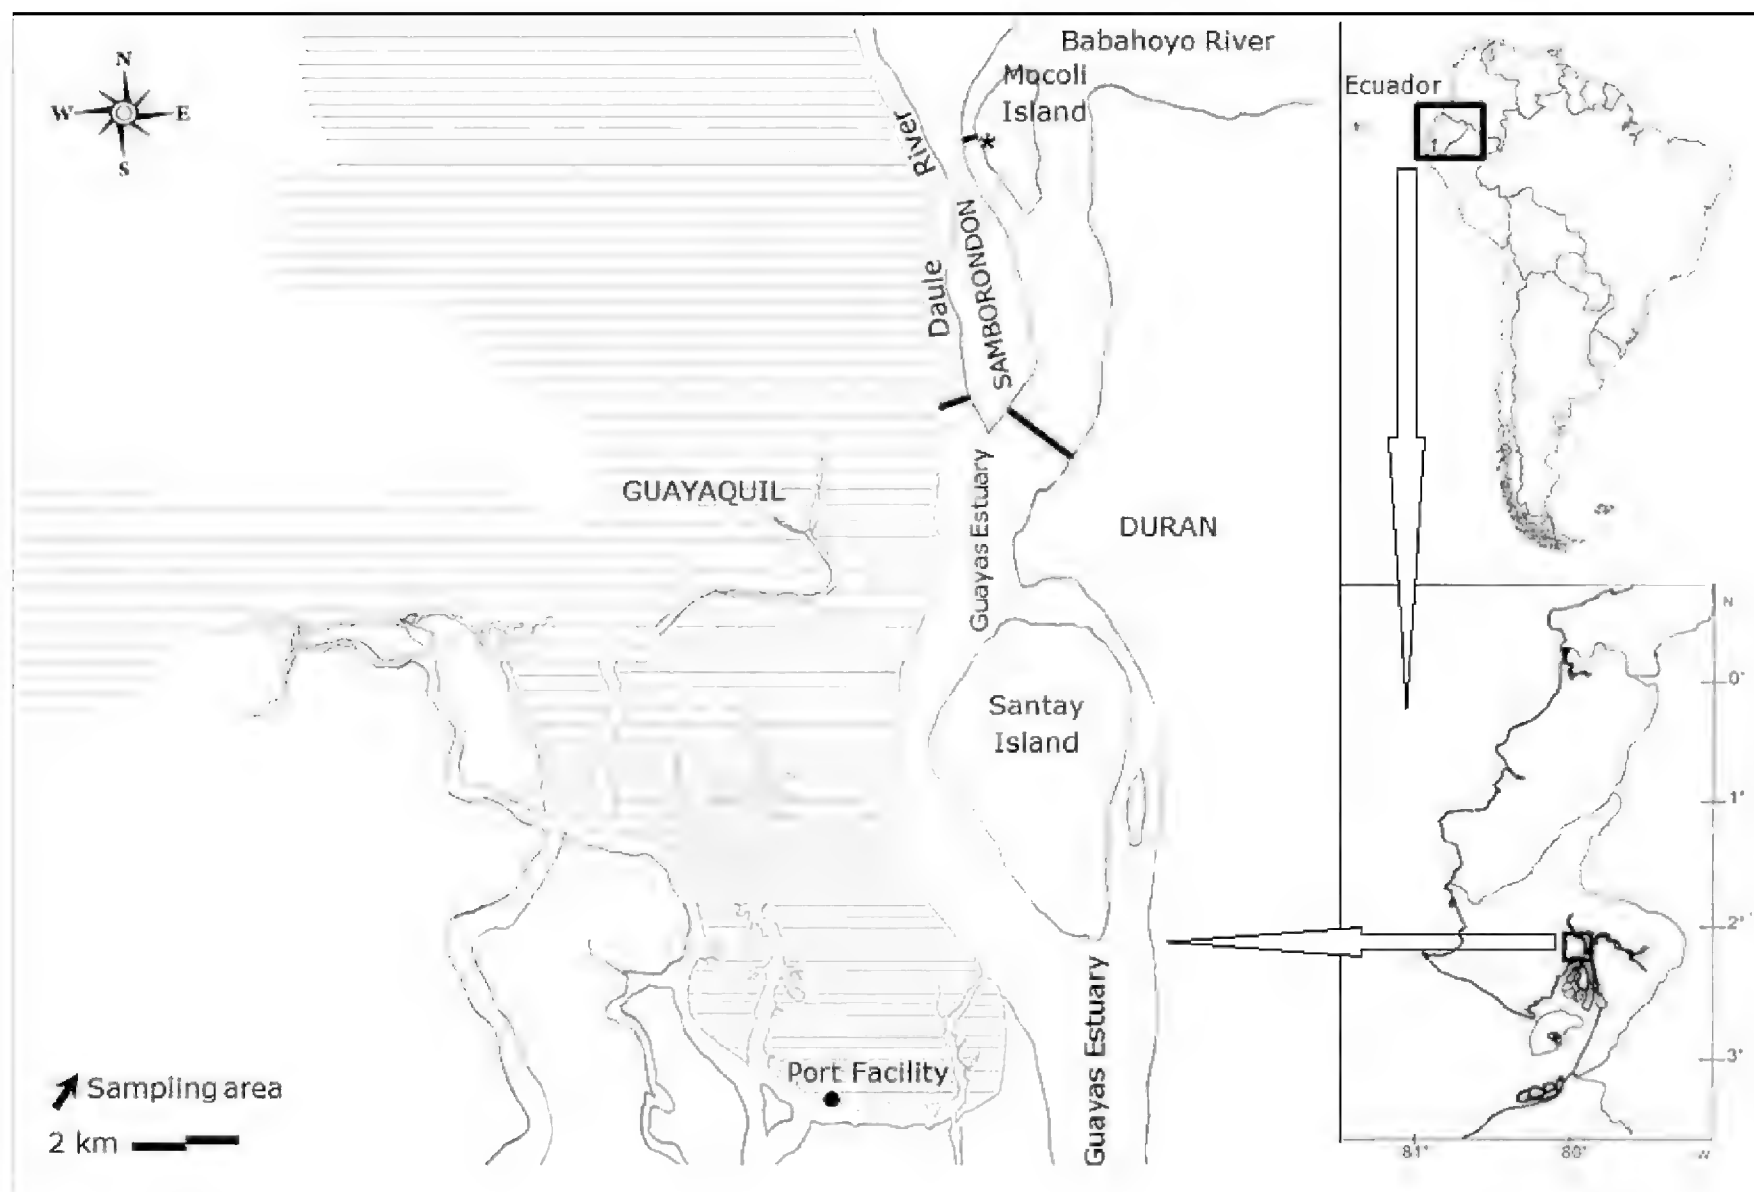 N
W
E
S
Babahoyo River
Mocoli
Island
*
River
Daule
SAMBORONDON
GUAYAQUIL
Guayas Estuary
DURAN
Santay
Island
Guayas Estuary
Port Facility
Sampling area
2 km
Ecuador
N
0°
1°
2°
3°
81°
80°
W